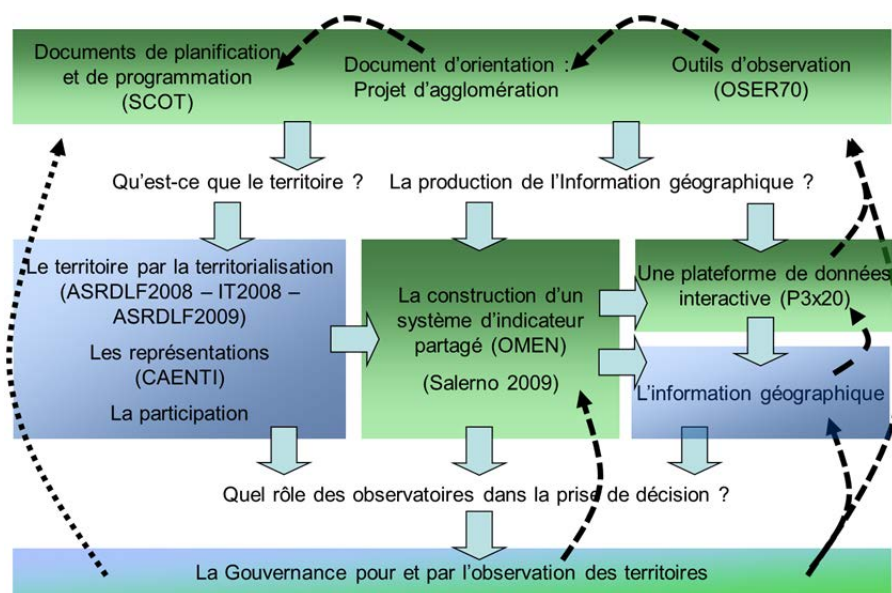 Documents de planification
et de programmation
(SCOT)
Document d'orientation :
Projet d'agglomération
Outils d'observation
(OSER70)
Qu'est-ce que le territoire ?
La production de l'Information géographique ?
Le territoire par la territorialisation
(ASRDLF2008 – IT2008 –
ASRDLF2009)
Les représentations
(CAENTI)
La participation
La construction d'un
système d'indicateur
partagé (OMEN)
(Salerno 2009)
Une plateforme de données
interactive (P3x20)
L'information géographique
Quel rôle des observatoires dans la prise de décision ?
La Gouvernance pour et par l'observation des territoires